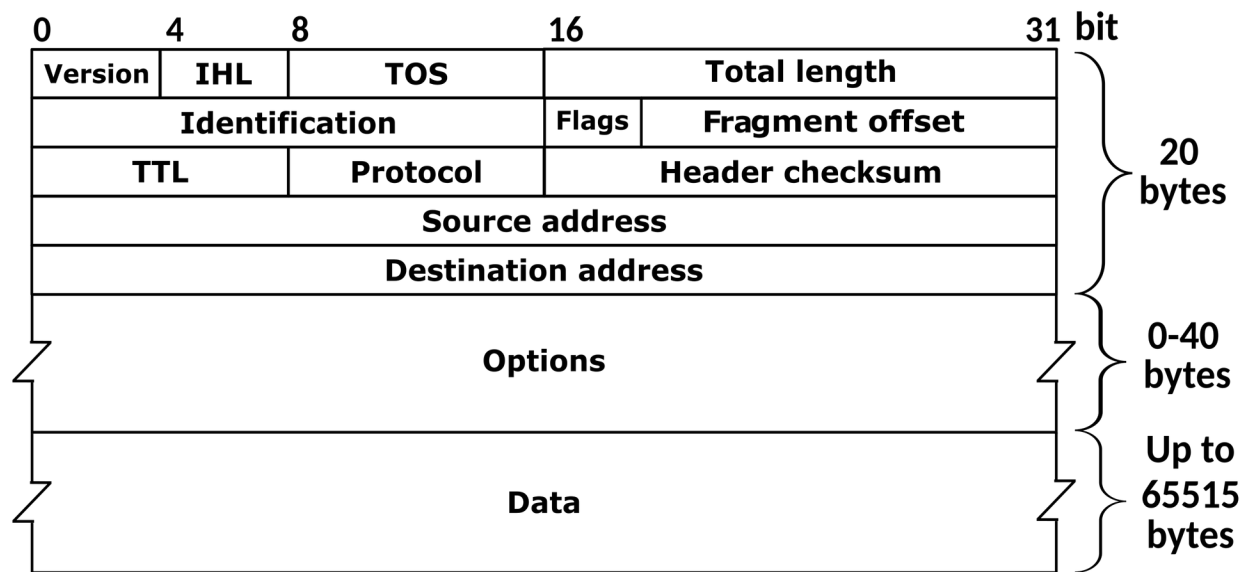 0 4 8 16 31 bit
Version IHL TOS Total length
Identification Flags Fragment offset
TTL Protocol Header checksum
Source address
Destination address
20
bytes
Options
0-40
bytes
Data
Up to
65515
bytes